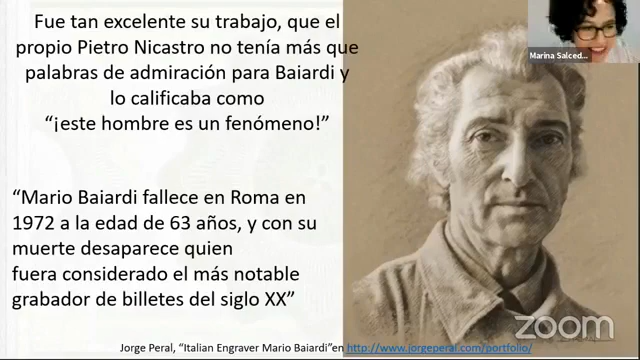 Fue tan excelente su trabajo, que el
propio Pietro Nicastro no tenía más que
palabras de admiración para Baiardi y
lo calificaba como
“¡este hombre es un fenómeno!”
“Mario Baiardi fallece en Roma en
1972 a la edad de 63 años, y con su
muerte desaparece quien
fuera considerado el más notable
grabador de billetes del siglo XX”
Jorge Peral, “Italian Engraver Mario Baiardi”en http://www.jorgeperal.com/portfolio/
Marina Salced...
zoom